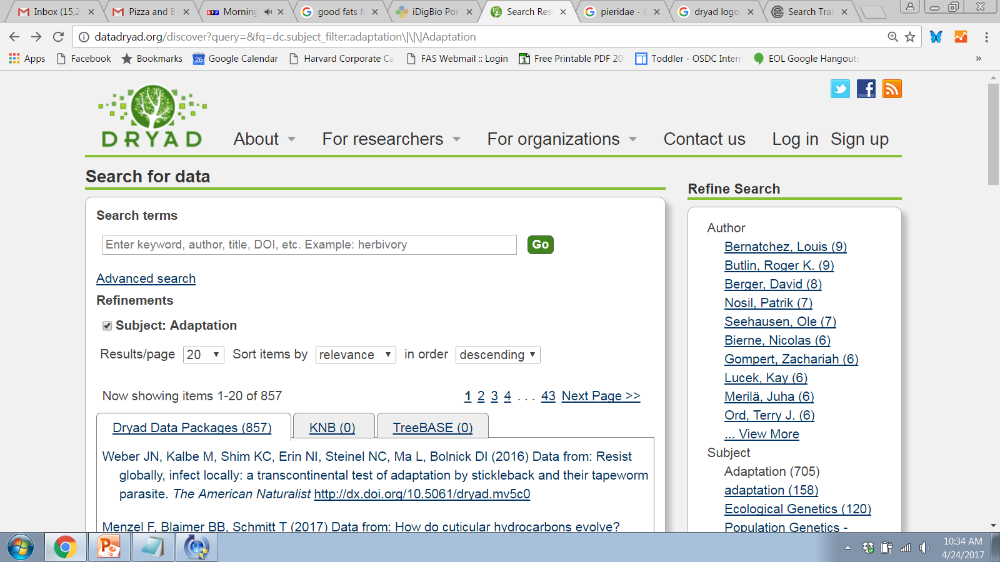 Inbox (15,2
Pizza and B
Morning
good fats f
iDigBio Por
Search Res
pieridae - G
dryad logo
Search Trai
datadryad.org/discover?query=&fq=dc.subject_filter:adaptation\|\|\|Adaptation
Apps
Facebook
Bookmarks
26
Google Calendar
Harvard Corporate Ca
FAS Webmail :: Login
1
Free Printable PDF 20
Toddler - OSDC Inter
EOL Google Hangouts
»
DRYAD
About
For researchers
For organizations
Contact us
Log in
Sign up
Search for data
Search terms
Enter keyword, author, title, DOI, etc. Example: herbivory
Go
Advanced search
Refinements
Subject: Adaptation
Results/page 20 Sort items by relevance in order descending
Now showing items 1-20 of 857
1 2 3 4 . . . 43 Next Page >>
Dryad Data Packages (857)
KNB (0)
TreeBASE (0)
Weber JN, Kalbe M, Shim KC, Erin NI, Steinel NC, Ma L, Bolnick DI (2016) Data from: Resist
globally, infect locally: a transcontinental test of adaptation by stickleback and their tapeworm
parasite. The American Naturalist http://dx.doi.org/10.5061/dryad.mv5c0
Menzel F, Blaimer BB, Schmitt T (2017) Data from: How do cuticular hydrocarbons evolve?
Refine Search
Author
Bernatchez, Louis (9)
Butlin, Roger K. (9)
Berger, David (8)
Nosil, Patrik (7)
Seehausen, Ole (7)
Bierne, Nicolas (6)
Gompert, Zachariah (6)
Lucek, Kay (6)
Merilä, Juha (6)
Ord, Terry J. (6)
... View More
Subject
Adaptation (705)
adaptation (158)
Ecological Genetics (120)
Population Genetics -
10:34 AM
4/24/2017